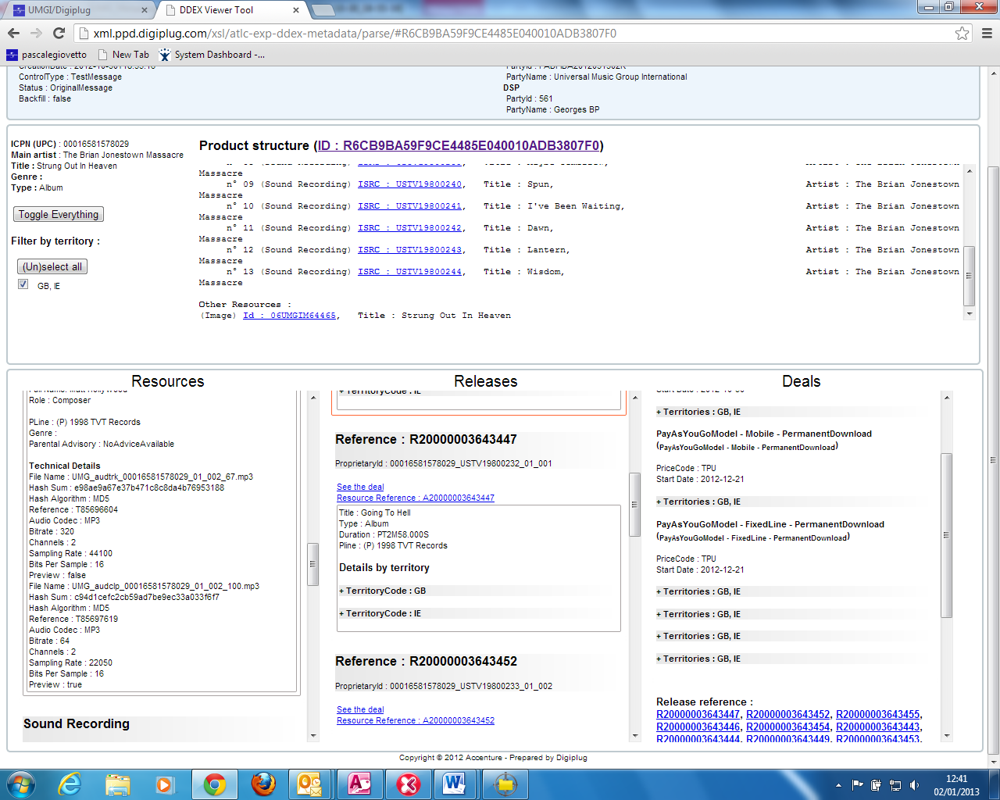 UMGI/Digiplug
DDEX Viewer Tool
xml.ppd.digiplug.com/xsl/atlc-exp-ddex-metadata/parse/#R6CB9BA59F9CE4485E040010ADB3807F0
pascalegiovetto
New Tab
System Dashboard -...
ControlType : TestMessage
Status : OriginalMessage
Backfill : false
PartyName : Universal Music Group International
DSP
PartyId : 561
PartyName : Georges BP
ICPN (UPC) : 00016581578029
Main artist : The Brian Jonestown Massacre
Title : Strung Out In Heaven
Genre :
Type : Album
Toggle Everything
Filter by territory :
(Un)select all
GB, IE
Product structure (ID : R6CB9BA59F9CE4485E040010ADB3807F0)
Massacre
n° 09 (Sound Recording) ISRC : USTV19800240, Title : Spun, Artist : The Brian Jonestown
Massacre
n° 10 (Sound Recording) ISRC : USTV19800241, Title : I've Been Waiting, Artist : The Brian Jonestown
Massacre
n° 11 (Sound Recording) ISRC : USTV19800242, Title : Dawn, Artist : The Brian Jonestown
Massacre
n° 12 (Sound Recording) ISRC : USTV19800243, Title : Lantern, Artist : The Brian Jonestown
Massacre
n° 13 (Sound Recording) ISRC : USTV19800244, Title : Wisdom, Artist : The Brian Jonestown
Massacre
Other Resources :
(Image) Id : 06UMGIM64465, Title : Strung Out In Heaven
Resources
Role : Composer
PLine : (P) 1998 TVT Records
Genre :
Parental Advisory : NoAdviceAvailable
Technical Details
File Name : UMG_audtrk_00016581578029_01_002_67.mp3
Hash Sum : e98ae9a67e37b471c8c8da4b76953188
Hash Algorithm : MD5
Reference : T85696604
Audio Codec : MP3
Bitrate : 320
Channels : 2
Sampling Rate : 44100
Bits Per Sample : 16
Preview : false
File Name : UMG_audclp_00016581578029_01_002_100.mp3
Hash Sum : c94d1cefc2cb59ad7be9ec33a033f6f7
Hash Algorithm : MD5
Reference : T85697619
Audio Codec : MP3
Bitrate : 64
Channels : 2
Sampling Rate : 22050
Bits Per Sample : 16
Preview : true
Sound Recording
Releases
+ TerritoryCode : IE
Reference : R20000003643447
ProprietaryId : 00016581578029_USTV19800232_01_001
See the deal
Resource Reference : A20000003643447
Title : Going To Hell
Type : Album
Duration : PT2M58.000S
Pline : (P) 1998 TVT Records
Details by territory
+ TerritoryCode : GB
+ TerritoryCode : IE
Reference : R20000003643452
ProprietaryId : 00016581578029_USTV19800233_01_002
See the deal
Resource Reference : A20000003643452
Deals
+ Territories : GB, IE
PayAsYouGoModel - Mobile - PermanentDownload
(PayAsYouGoModel - Mobile - PermanentDownload)
PriceCode : TPU
Start Date : 2012-12-21
+ Territories : GB, IE
PayAsYouGoModel - FixedLine - PermanentDownload
(PayAsYouGoModel - FixedLine - PermanentDownload)
PriceCode : TPU
Start Date : 2012-12-21
+ Territories : GB, IE
+ Territories : GB, IE
+ Territories : GB, IE
+ Territories : GB, IE
Release reference :
R20000003643447, R20000003643452, R20000003643455,
R20000003643446, R20000003643454, R20000003643443,
R20000003643444, R20000003643449, R20000003643453,
Copyright © 2012 Accenture - Prepared by Digiplug
12:41
02/01/2013